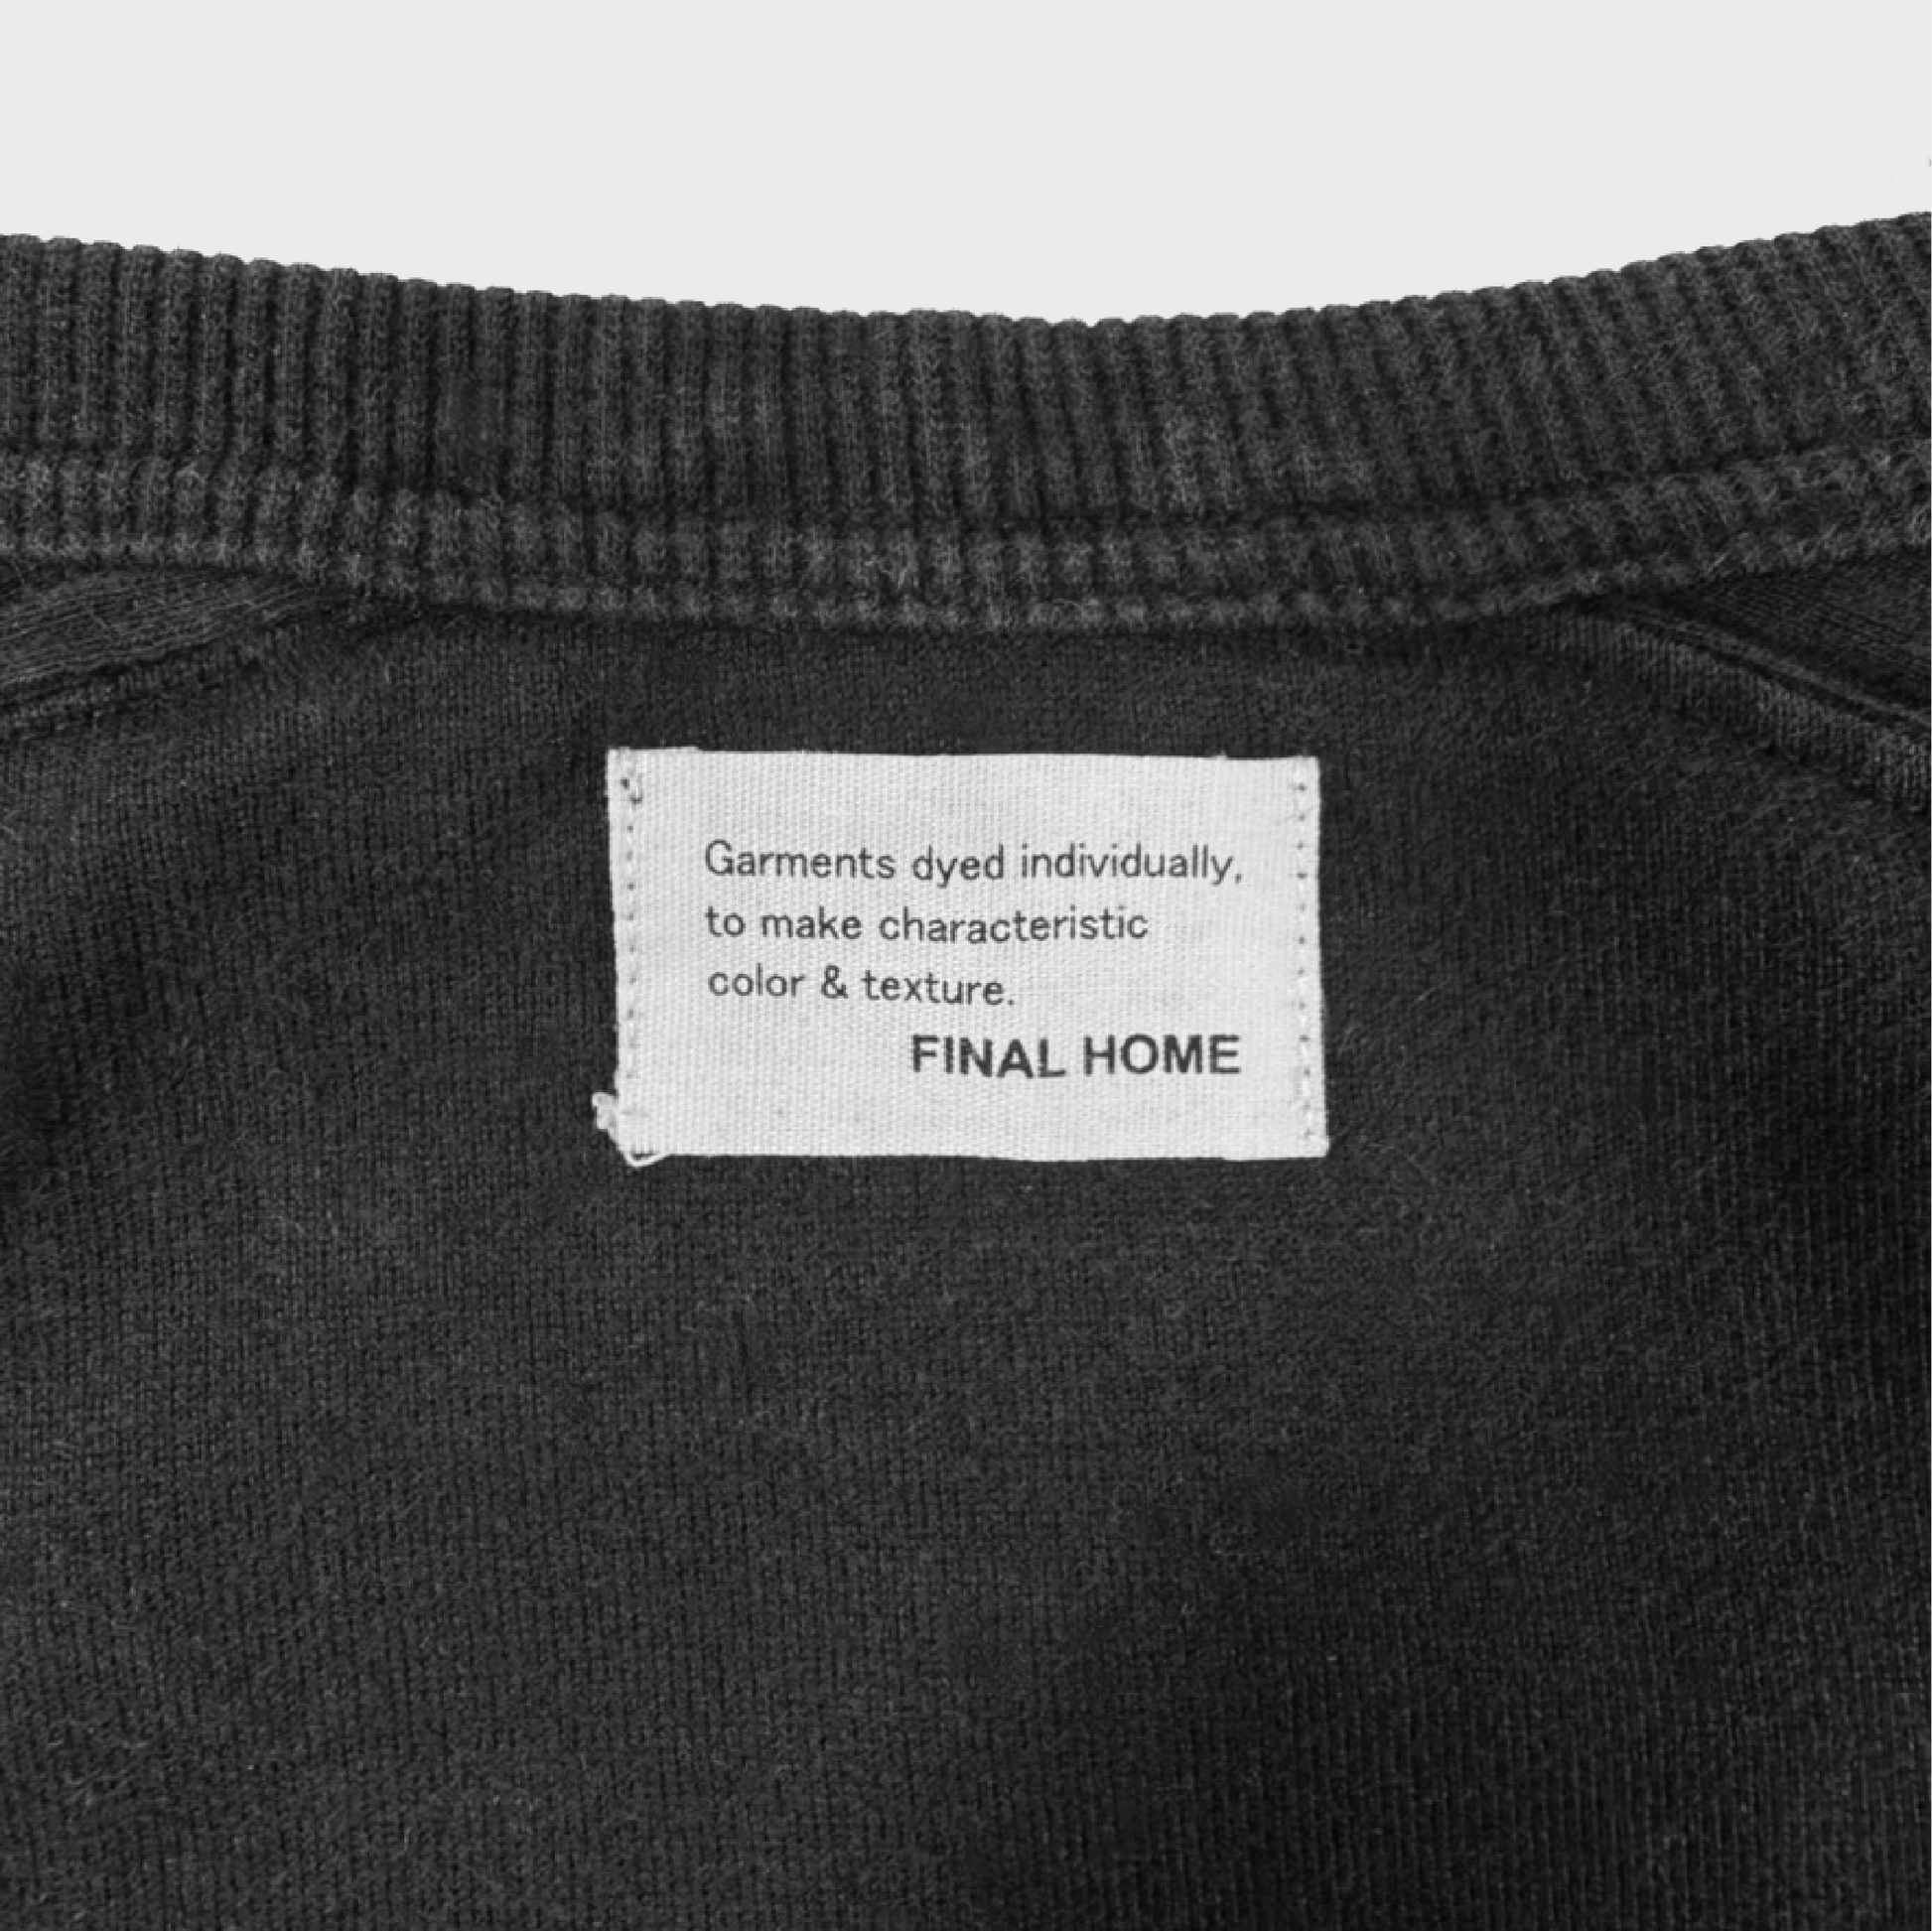 Garments dyed individually,
to make characteristic
color & texture.
FINAL HOME